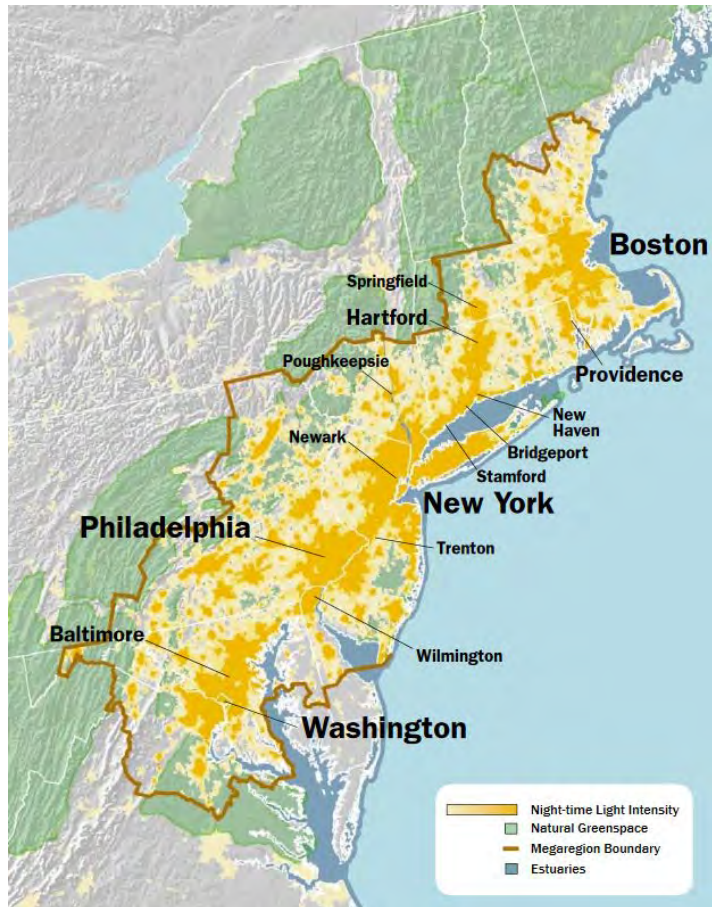 Boston
Springfield
Hartford
Poughkeepsie
Providence
New
Haven
Newark
Bridgeport
Stamford
New York
Philadelphia
Trenton
Baltimore
Wilmington
Washington
Night-time Light Intensity
Natural Greenspace
Megaregion Boundary
Estuaries